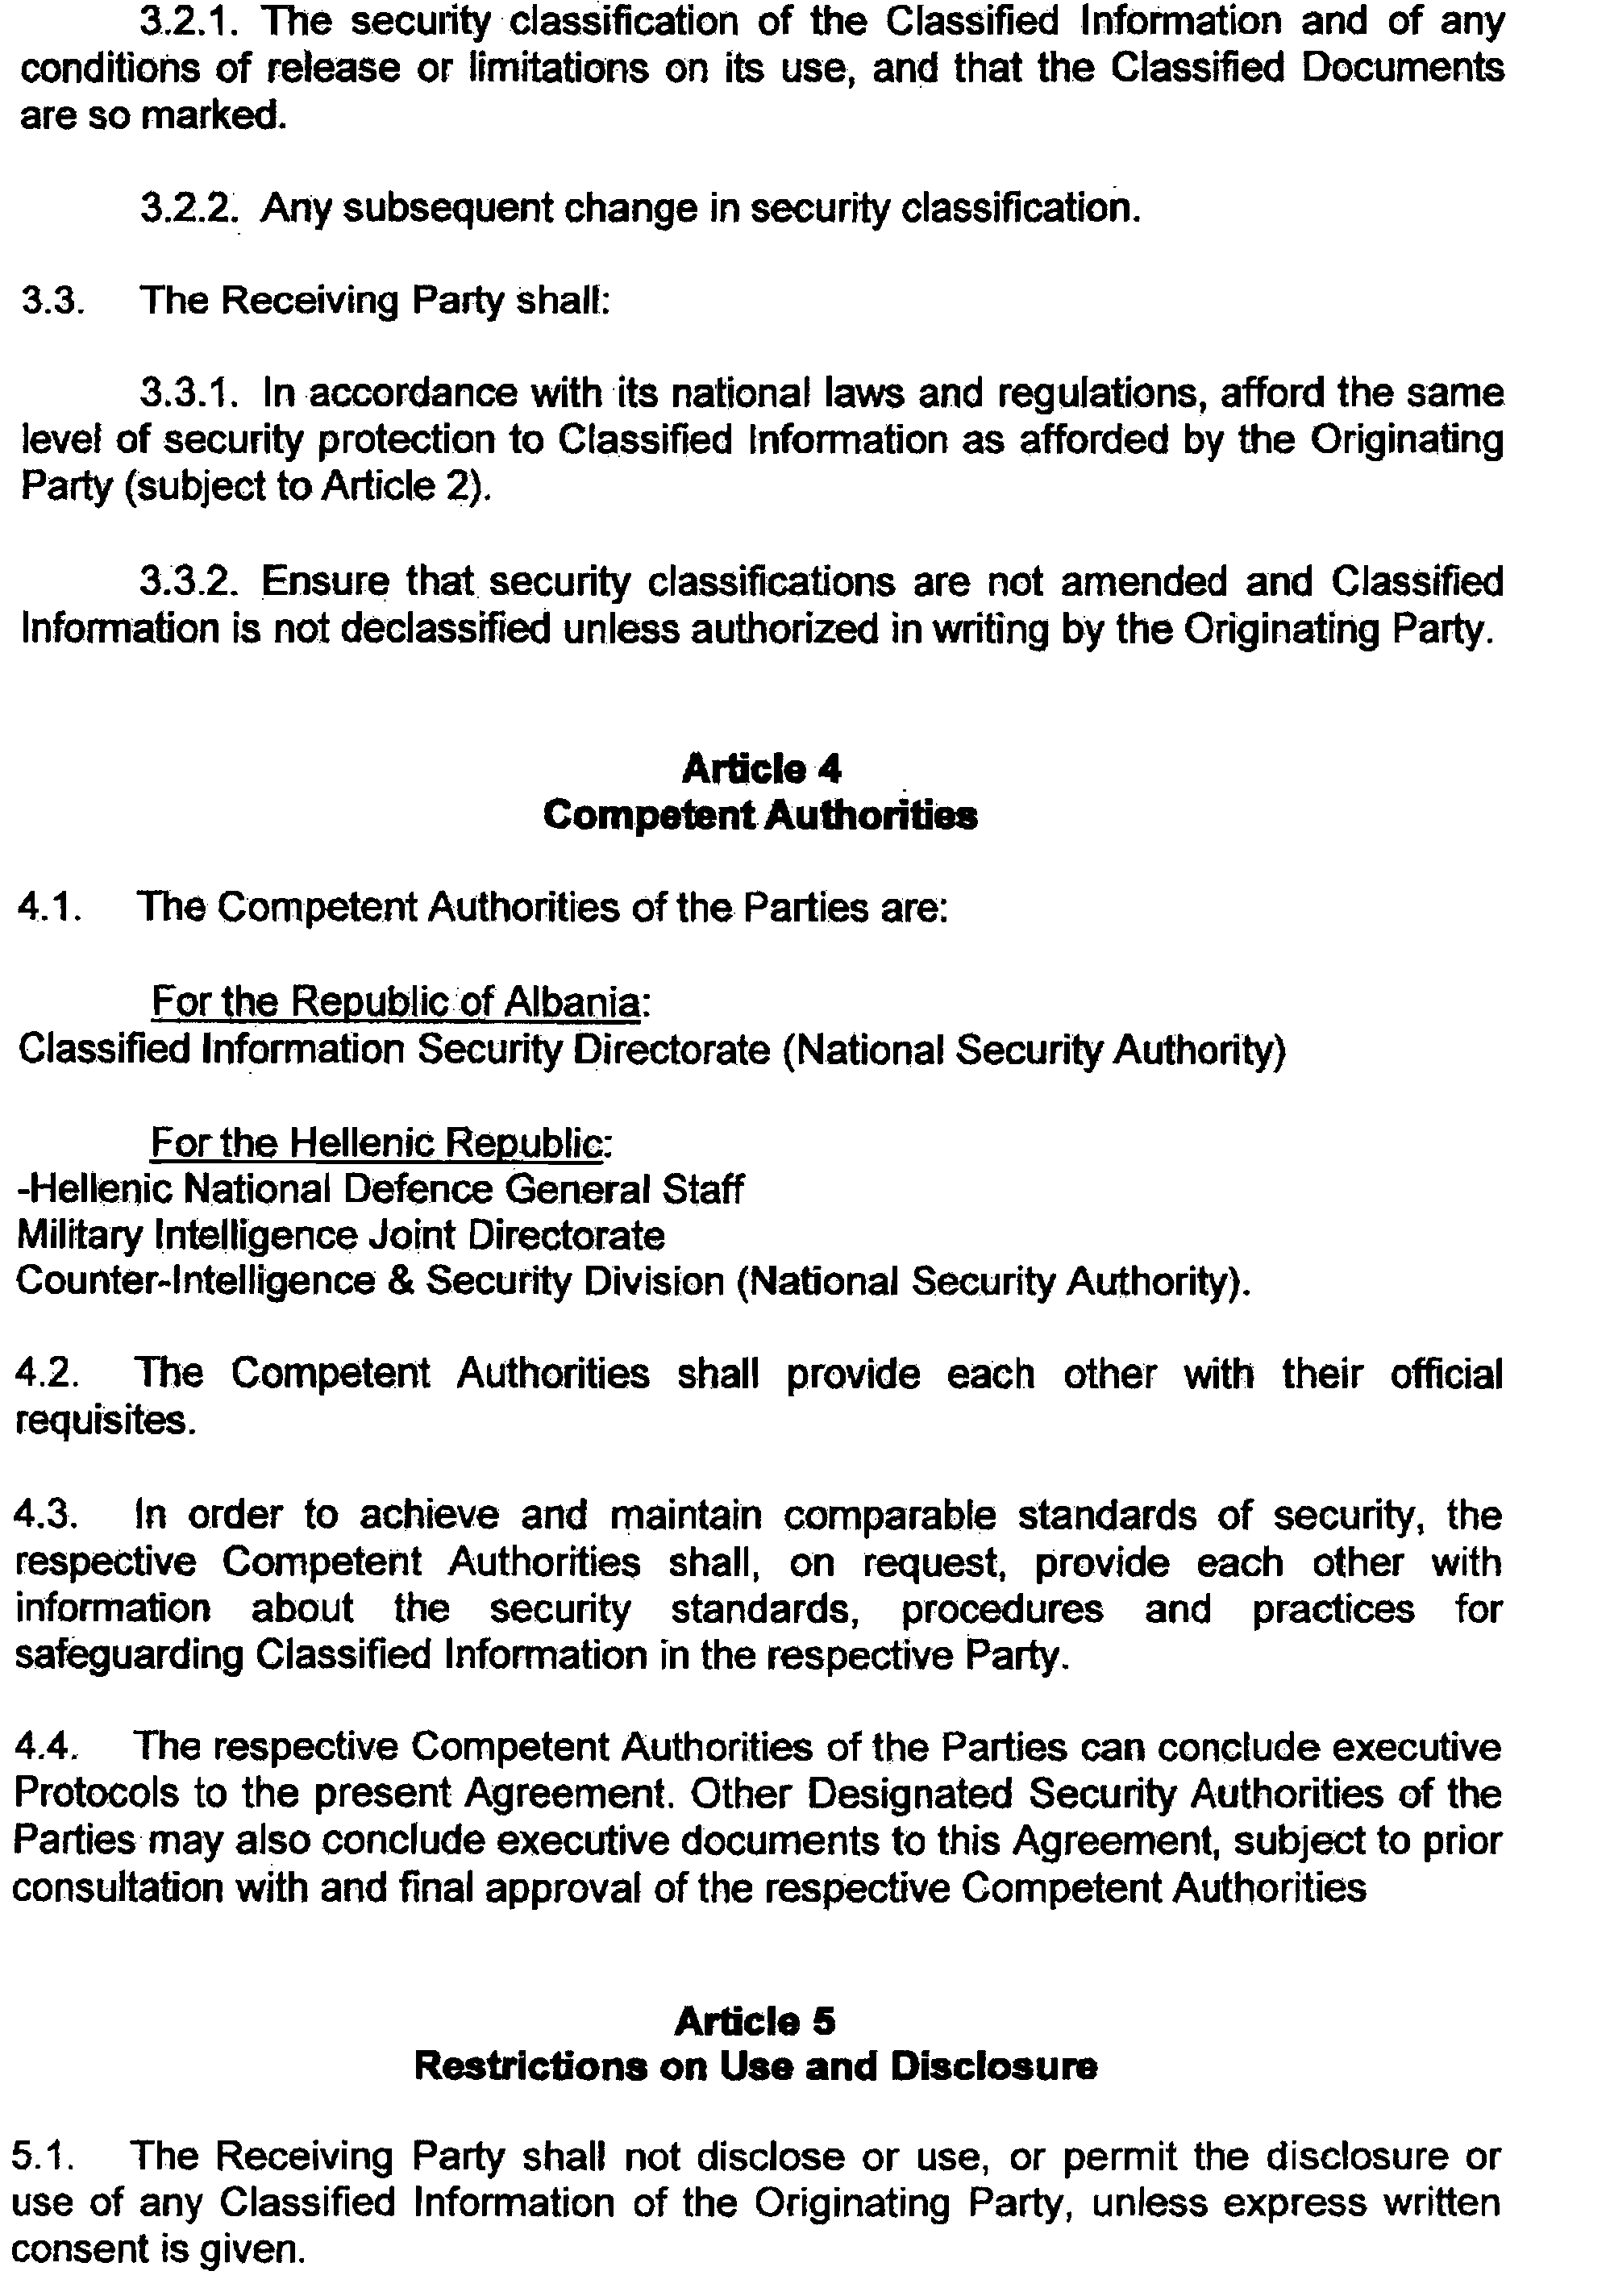 3.2.1. The security classification of the Classified Information and of any
conditions of release or limitations on its use, and that the Classified Documents
are so marked.
3.2.2. Any subsequent change in security classification.
3.3. The Receiving Party shall:
3.3.1. In accordance with its national laws and regulations, afford the same
level of security protection to Classified Information as afforded by the Originating
Party (subject to Article 2).
3.3.2. Ensure that security classifications are not amended and Classified
Information is not declassified unless authorized in writing by the Originating Party.
Article 4
Competent Authorities
4.1. The Competent Authorities of the Parties are:
For the Republic of Albania:
Classified Information Security Directorate (National Security Authority)
For the Hellenic Republic:
-Hellenic National Defence General Staff
Military Intelligence Joint Directorate
Counter-Intelligence & Security Division (National Security Authority).
4.2. The Competent Authorities shall provide each other with their official
requisites.
4.3. In order to achieve and maintain comparable standards of security, the
respective Competent Authorities shall, on request, provide each other with
information about the security standards, procedures and practices for
safeguarding Classified Information in the respective Party.
4.4. The respective Competent Authorities of the Parties can conclude executive
Protocols to the present Agreement. Other Designated Security Authorities of the
Parties may also conclude executive documents to this Agreement, subject to prior
consultation with and final approval of the respective Competent Authorities
Article 5
Restrictions on Use and Disclosure
5.1. The Receiving Party shall not disclose or use, or permit the disclosure or
use of any Classified Information of the Originating Party, unless express written
consent is given.